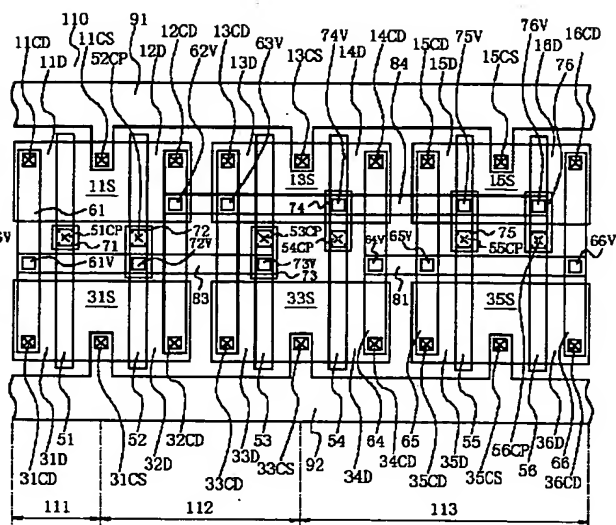 110 11CS 91 12CD 13CD 74V 14CD 75V 76V 16CD
11CD 52CP 12D 62V 63V 13CS 14D 84 15CD 15CS 16D 76
11D 13D 15D
11S 13S 15S
61 74
51CP 72 53CP 75
71 72V 54CP 64V 65V 55CP 66V
61V 73V
83 73 81
31S 33S 35S
51 52 32CD 53 54 64 65 55 56CP 36D
31D 32D 33D 92 34CD 35D 56 66
31CD 31CS 33CD 33CS 34D 35CD 35CS 36CD
111 112 113